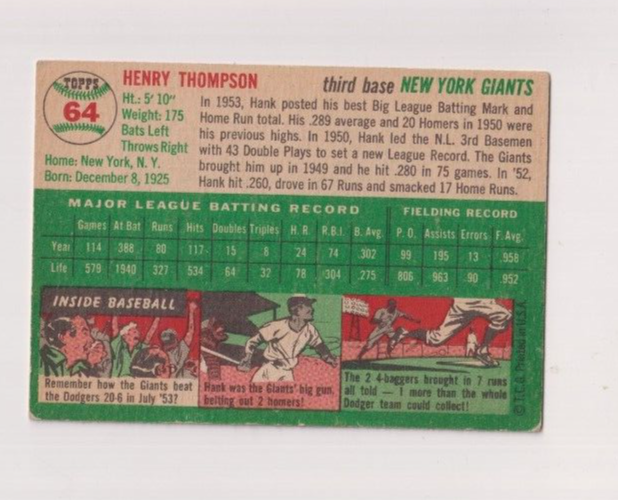 TOPPS
64
HENRY THOMPSON
third base NEW YORK GIANTS
Ht.: 5' 10"
Weight: 175
Bats Left
Throws Right
Home: New York, N. Y.
Born: December 8, 1925
In 1953, Hank posted his best Big League Batting Mark and
Home Run total. His .289 average and 20 Homers in 1950 were
his previous highs. In 1950, Hank led the N.L. 3rd Basemen
with 43 Double Plays to set a new League Record. The Giants
brought him up in 1949 and he hit .280 in 75 games. In '52,
Hank hit .260, drove in 67 Runs and smacked 17 Home Runs.
MAJOR LEAGUE BATTING RECORD FIELDING RECORD
Games At Bat Runs Hits Doubles Triples H. R. R.B.I. B. Avg. P. O. Assists Errors F. Avg.
Year 114 388 80 117 15 8 24 74 .302 99 195 13 .958
Life 579 1940 327 534 64 32 78 304 .275 806 963 90 .952
INSIDE BASEBALL
Remember how the Giants beat
the Dodgers 20-6 in July '53?
Hank was the Giants' big gun,
belting out 2 homers!
The 2 4-baggers brought in 7 runs
all told — 1 more than the whole
Dodger team could collect!
© T. C. G. Printed in U.S.A.